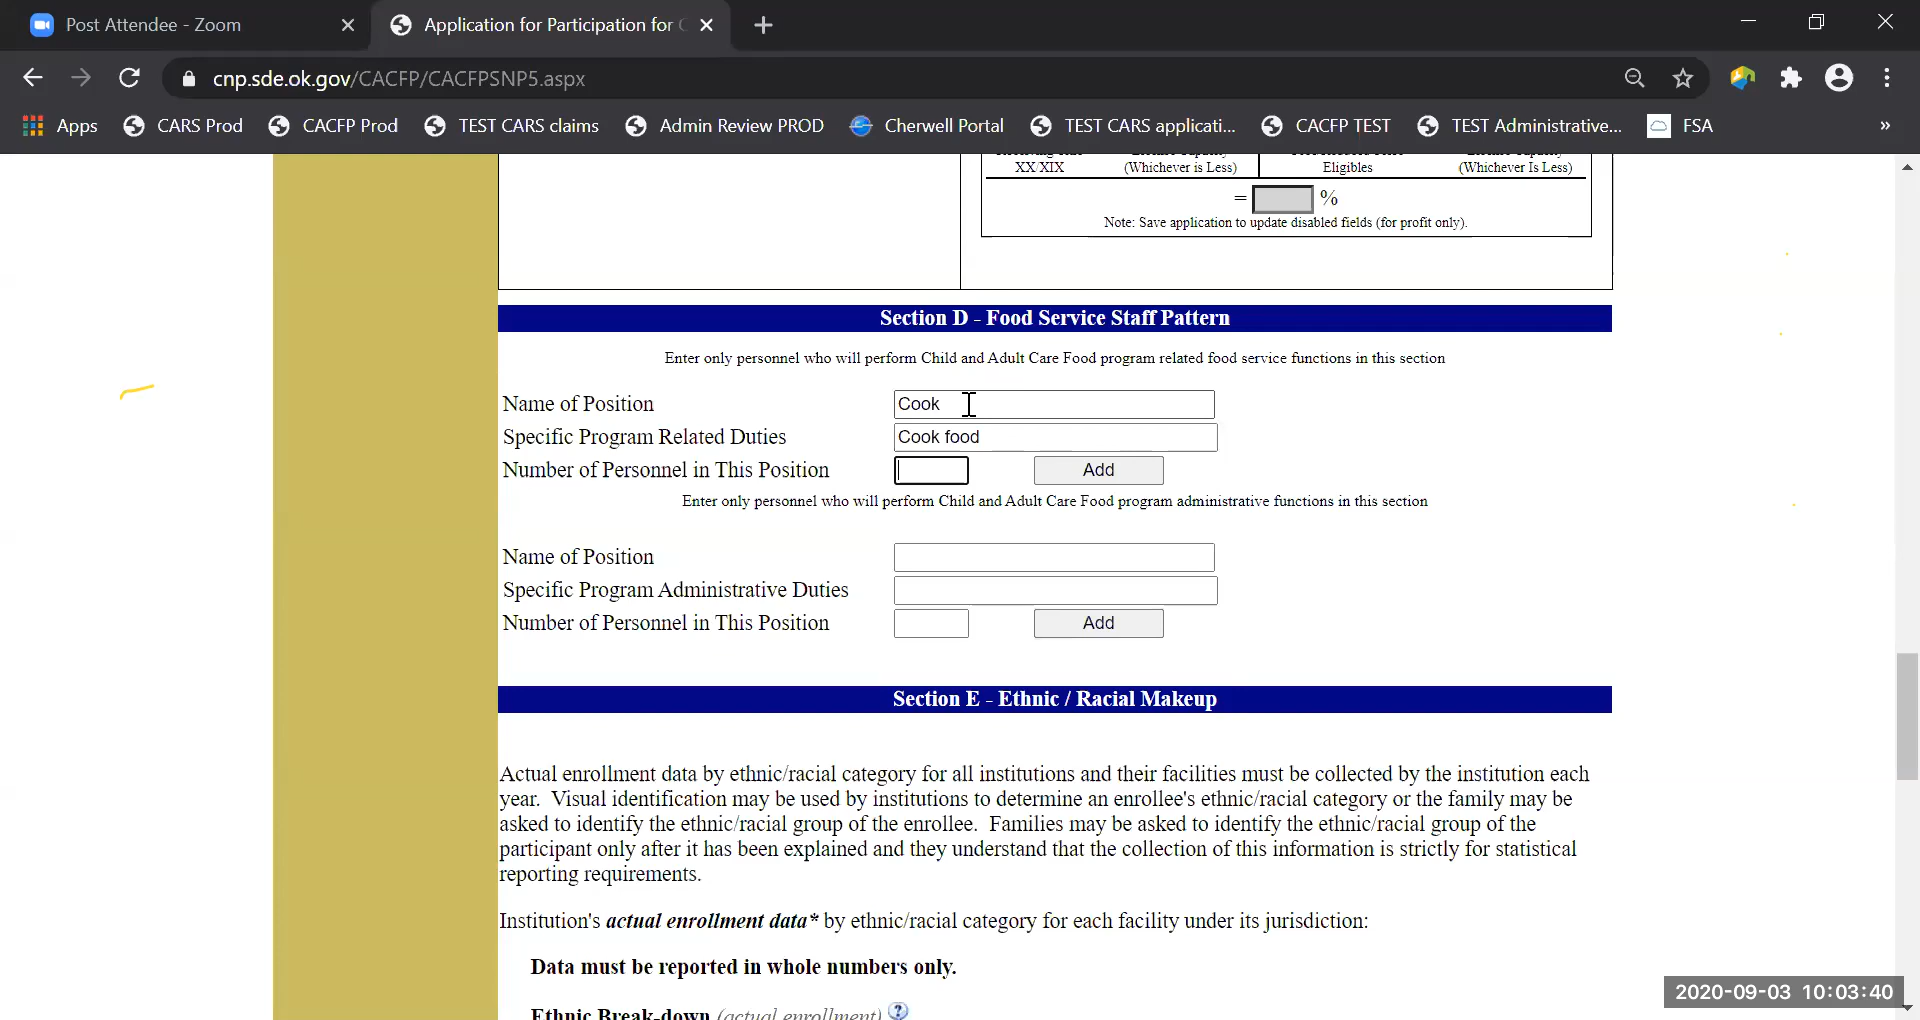 Post Attendee - Zoom
Application for Participation for C
cnp.sde.ok.gov/CACFP/CACFPSNP5.aspx
Apps
CARS Prod
CACFP Prod
TEST CARS claims
Admin Review PROD
Cherwell Portal
TEST CARS applicati...
CACFP TEST
TEST Administrative...
FSA
»
XX/XIX
(Whichever is Less)
Eligibles
(Whichever Is Less)
= %
Note: Save application to update disabled fields (for profit only).
Section D - Food Service Staff Pattern
Enter only personnel who will perform Child and Adult Care Food program related food service functions in this section
Name of Position Cook
Specific Program Related Duties Cook food
Number of Personnel in This Position Add
Enter only personnel who will perform Child and Adult Care Food program administrative functions in this section
Name of Position
Specific Program Administrative Duties
Number of Personnel in This Position Add
Section E - Ethnic / Racial Makeup
Actual enrollment data by ethnic/racial category for all institutions and their facilities must be collected by the institution each
year. Visual identification may be used by institutions to determine an enrollee's ethnic/racial category or the family may be
asked to identify the ethnic/racial group of the enrollee. Families may be asked to identify the ethnic/racial group of the
participant only after it has been explained and they understand that the collection of this information is strictly for statistical
reporting requirements.
Institution's actual enrollment data* by ethnic/racial category for each facility under its jurisdiction:
Data must be reported in whole numbers only.
Ethnic Break-down (actual enrollment) ?
2020-09-03 10:03:40